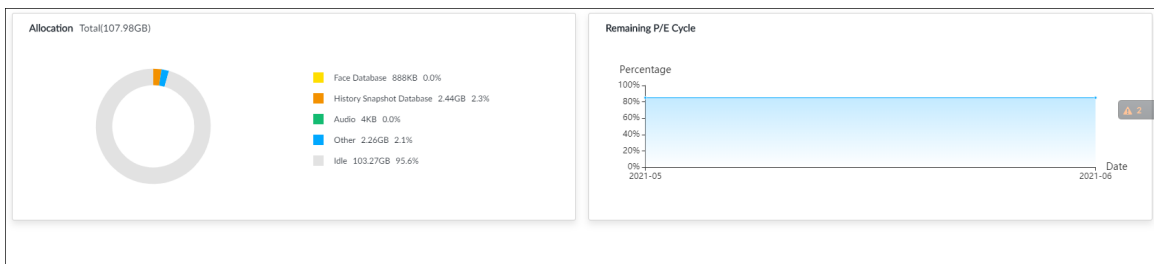 Allocation Total(107.98GB)
Face Database 888KB 0.0%
History Snapshot Database 2.44GB 2.3%
Audio 4KB 0.0%
Other 2.26GB 2.1%
Idle 103.27GB 95.6%
Remaining P/E Cycle
Percentage
100%
80%
60%
40%
20%
0%
2021-05
2021-06
Date
2